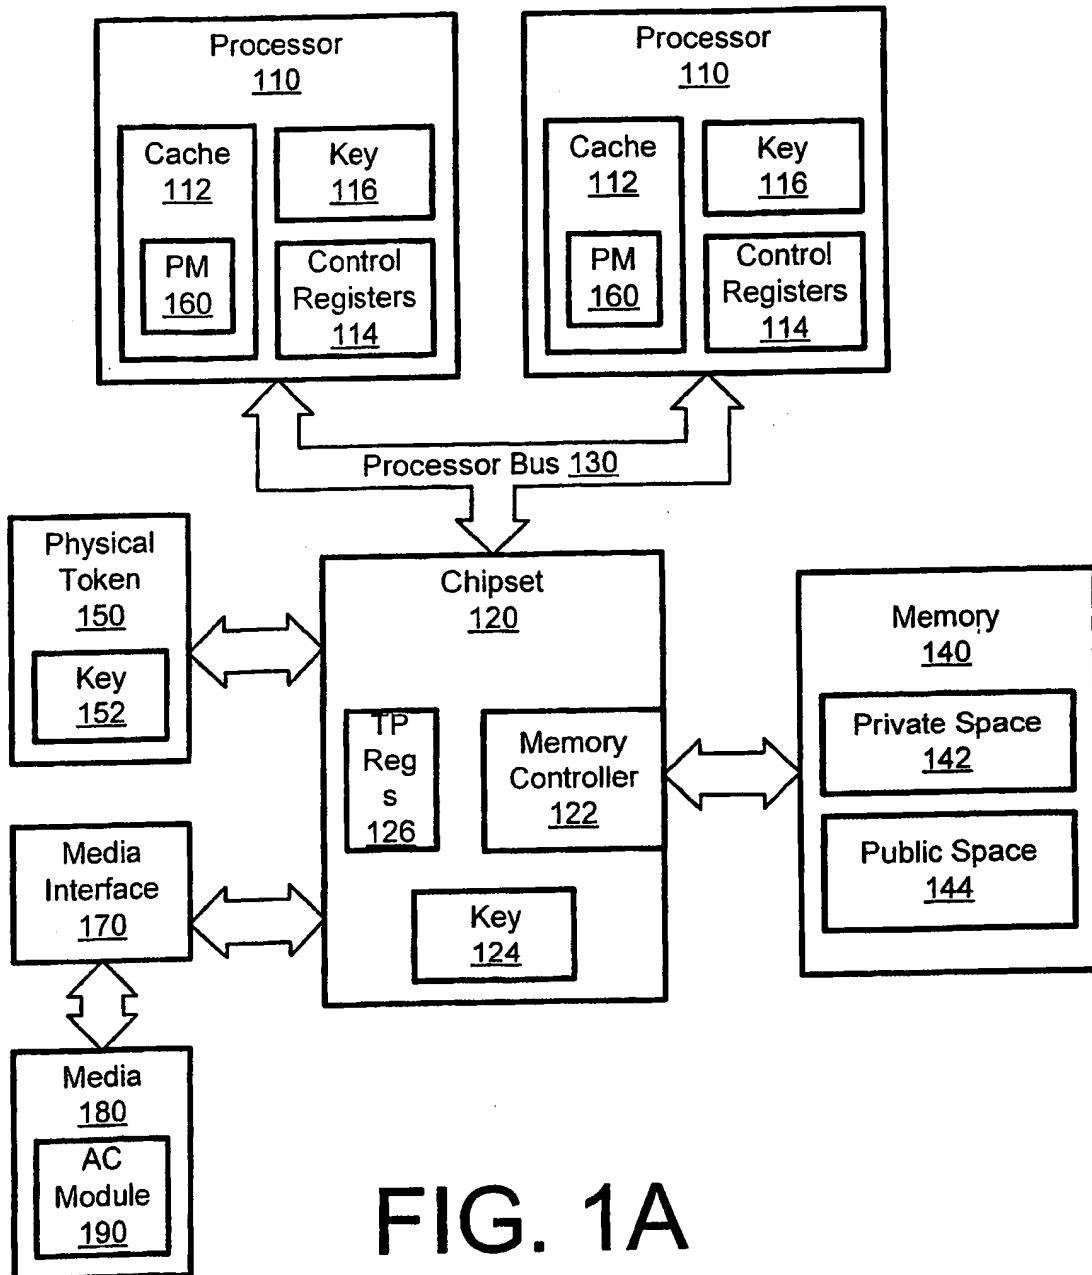 Processor
110
Cache
112
PM
160
Key
116
Control
Registers
114
Processor
110
Cache
112
PM
160
Key
116
Control
Registers
114
Processor Bus 130
Physical
Token
150
Key
152
Chipset
120
TP
Reg
s
126
Memory
Controller
122
Key
124
Memory
140
Private Space
142
Public Space
144
Media
Interface
170
Media
180
AC
Module
190
FIG. 1A